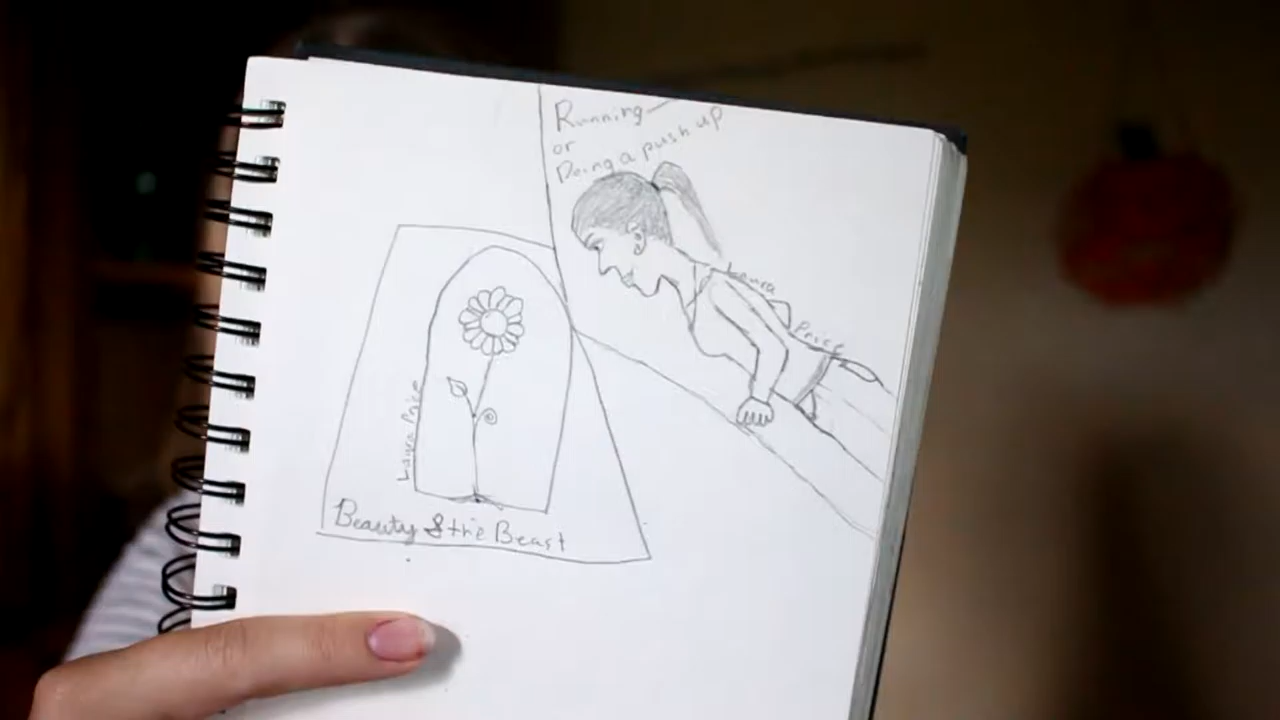 Running
or
Doing a push up
Laura
Price
Laura Price
Beauty & the Beast